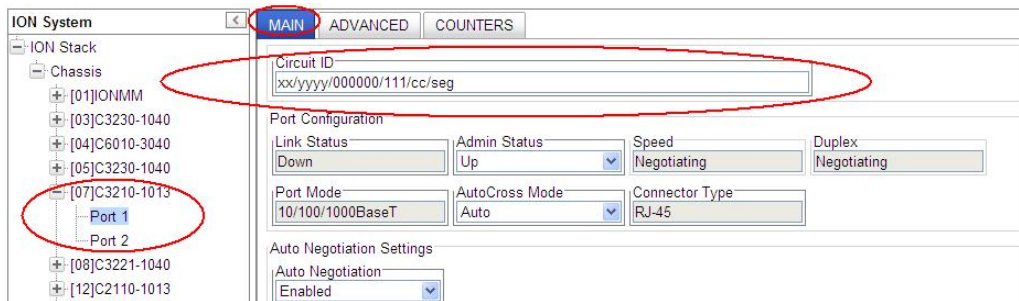 ION System
ION Stack
Chassis
[01]IONMM
[03]C3230-1040
[04]C6010-3040
[05]C3230-1040
[07]C3210-1013
Port 1
Port 2
[08]C3221-1040
[12]C2110-1013
MAIN ADVANCED COUNTERS
Circuit ID
xx/yyyy/000000/111/cc/seg
Port Configuration
Link Status Admin Status Speed Duplex
Down Up Negotiating Negotiating
Port Mode AutoCross Mode Connector Type
10/100/1000BaseT Auto RJ-45
Auto Negotiation Settings
Auto Negotiation
Enabled